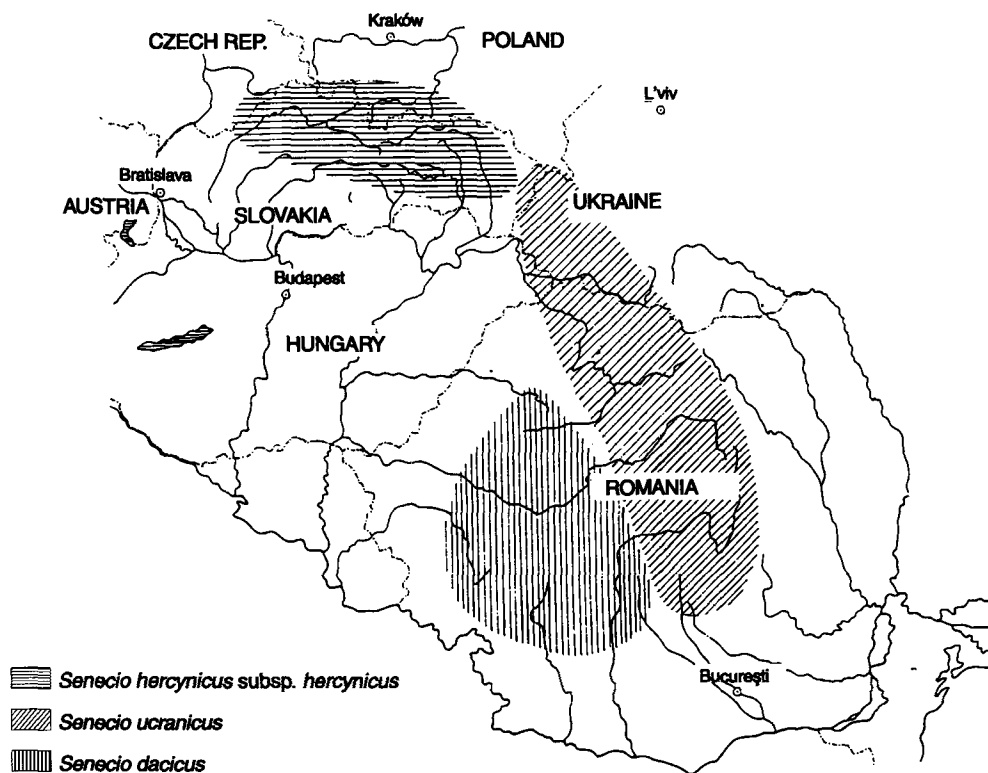 Kraków
CZECH REP.
POLAND
L'viv
Bratislava
UKRAINE
AUSTRIA
SLOVAKIA
Budapest
HUNGARY
ROMANIA
Senecio hercynicus subsp. hercynicus
Bucureşti
Senecio ucranicus
Senecio dacicus